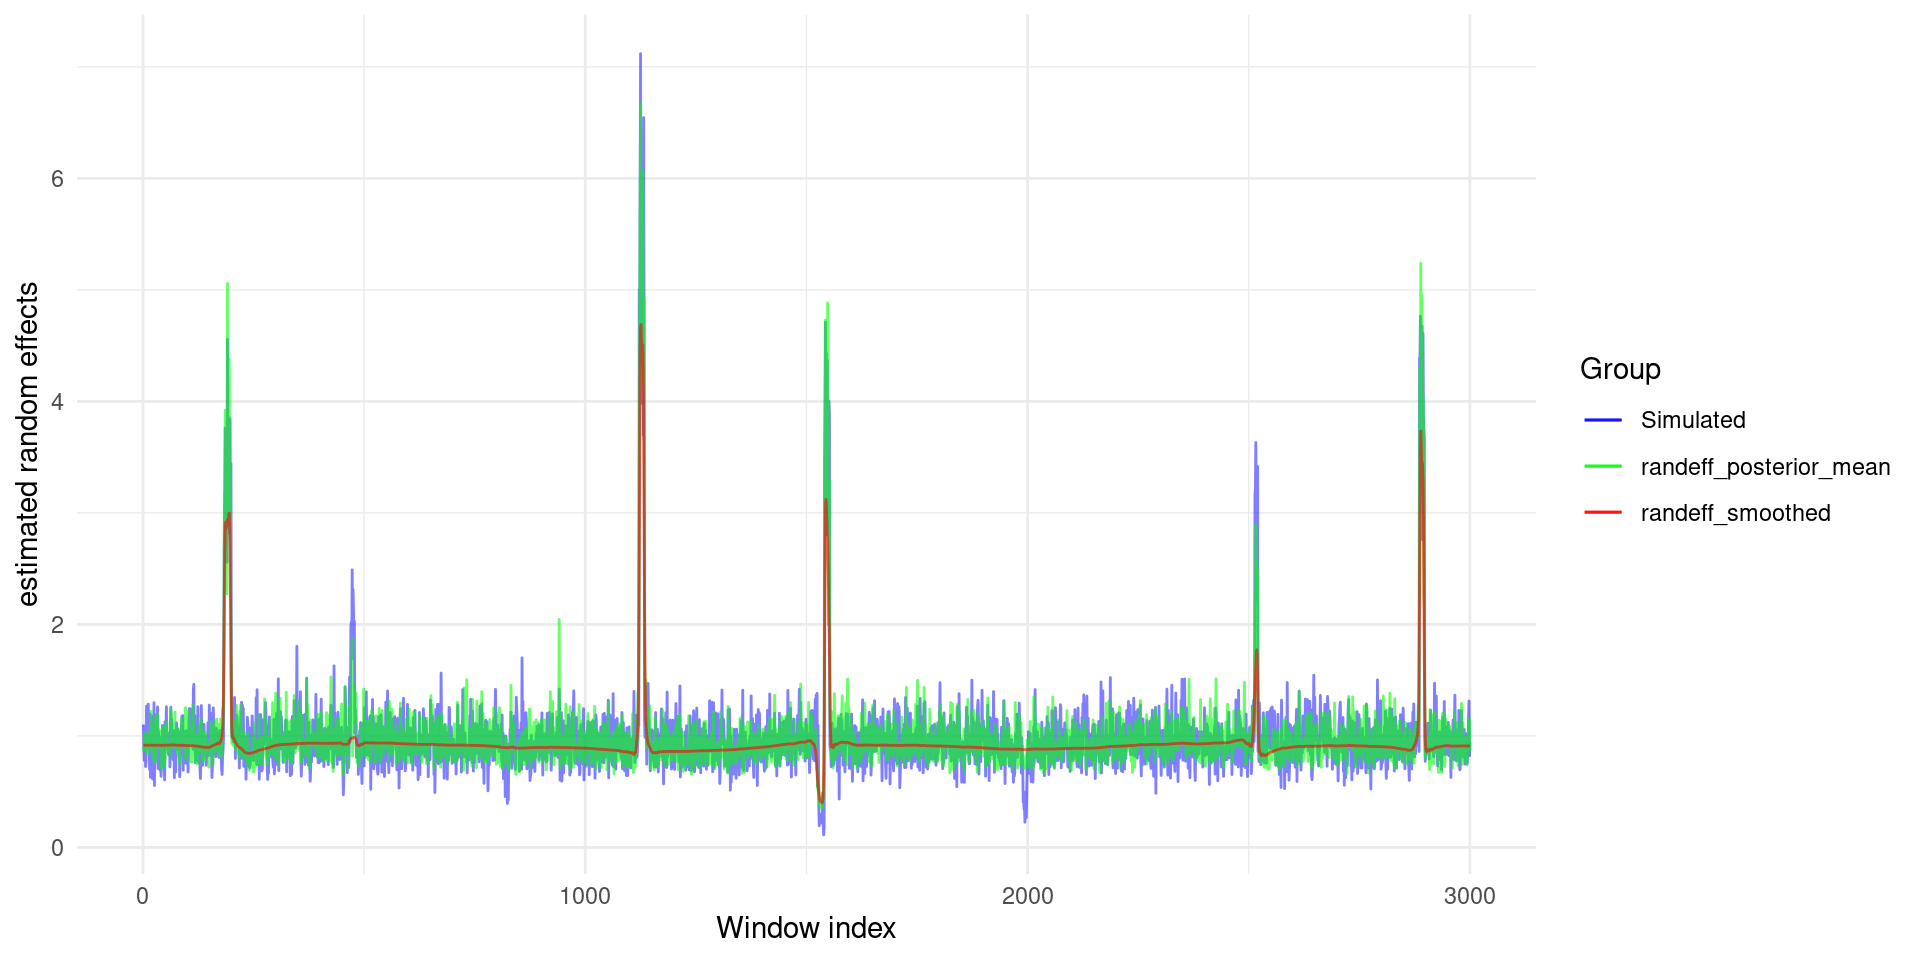 estimated random effects
6
4
2
0
0
1000
2000
3000
Window index
Group
Simulated
randeff_posterior_mean
randeff_smoothed